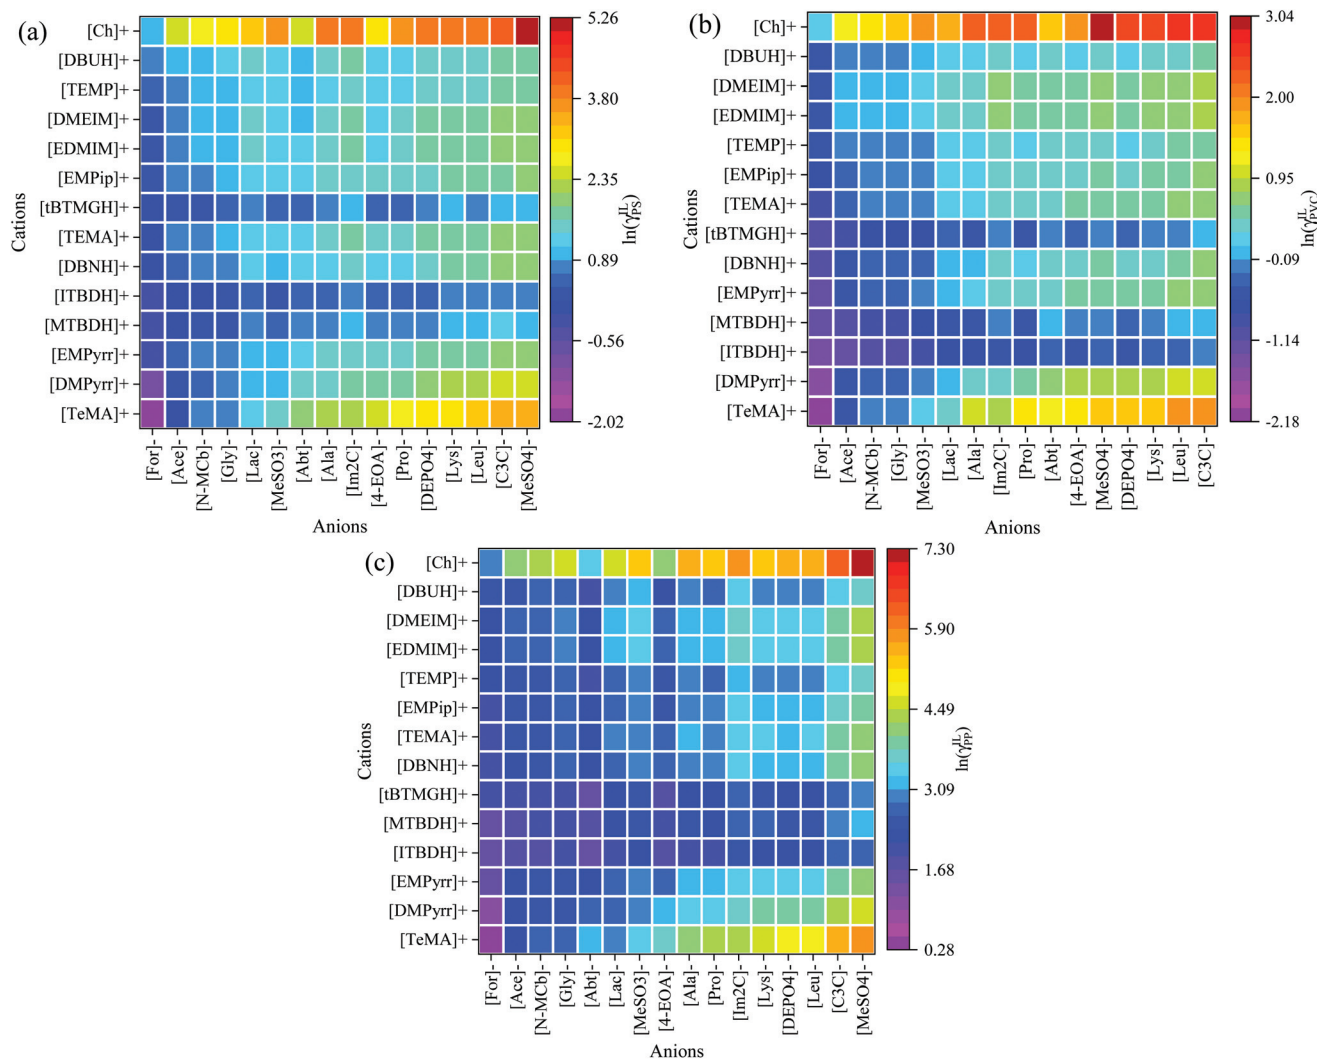 (a)
[Ch]+
[DBUH]+
[TEMP]+
[DMEIM]+
[EDMIM]+
[EMPip]+
[tBTMGH]+
[TEMA]+
[DBNH]+
[ITBDH]+
[MTBDH]+
[EMPyrr]+
[DMPyrr]+
[TeMA]+
Cations
[For]-
[Ace]-
[N-MCb]-
[Gly]-
[Lac]-
[MeSO3]-
[Abt]-
[Ala]-
[Im2C]-
[4-EOA]-
[Pro]-
[DEPO4]-
[Lys]-
[Leu]-
[C3C]-
[MeSO4]-
Anions
5.26
3.80
2.35
0.89
-0.56
-2.02
ln(γ^IL_PS)
(b)
[Ch]+
[DBUH]+
[DMEIM]+
[EDMIM]+
[TEMP]+
[EMPip]+
[TEMA]+
[tBTMGH]+
[DBNH]+
[EMPyrr]+
[MTBDH]+
[ITBDH]+
[DMPyrr]+
[TeMA]+
Cations
[For]-
[Ace]-
[N-MCb]-
[Gly]-
[MeSO3]-
[Lac]-
[Ala]-
[Im2C]-
[Pro]-
[Abt]-
[4-EOA]-
[MeSO4]-
[DEPO4]-
[Lys]-
[Leu]-
[C3C]-
Anions
3.04
2.00
0.95
-0.09
-1.14
-2.18
ln(γ^IL_PVC)
(c)
[Ch]+
[DBUH]+
[DMEIM]+
[EDMIM]+
[TEMP]+
[EMPip]+
[TEMA]+
[DBNH]+
[tBTMGH]+
[MTBDH]+
[ITBDH]+
[EMPyrr]+
[DMPyrr]+
[TeMA]+
Cations
[For]-
[Ace]-
[N-MCb]-
[Gly]-
[Abt]-
[Lac]-
[MeSO3]-
[4-EOA]-
[Ala]-
[Pro]-
[Im2C]-
[Lys]-
[DEPO4]-
[Leu]-
[C3C]-
[MeSO4]-
Anions
7.30
5.90
4.49
3.09
1.68
0.28
ln(γ^IL_PP)